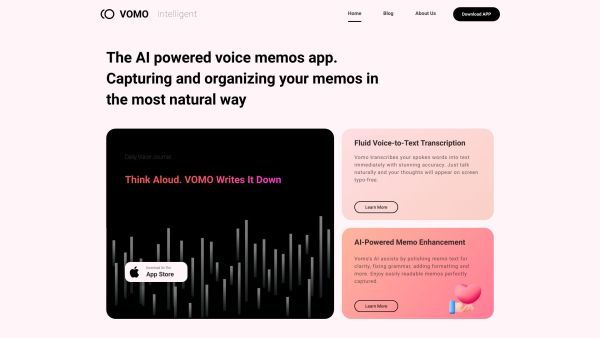 VOMO Intelligent
Home
Blog
About Us
Download APP
The AI powered voice memos app.
Capturing and organizing your memos in
the most natural way
Daily Voice Journal
Think Aloud. VOMO Writes It Down
Download On The
App Store
Fluid Voice-to-Text Transcription
Vomo transcribes your spoken words into text
immediately with stunning accuracy. Just talk
naturally and your thoughts will appear on screen
typo-free.
Learn More
AI-Powered Memo Enhancement
Vomo's AI assists by polishing memo text for
clarity, fixing grammar, adding formatting and
more. Enjoy easily readable memos perfectly
captured.
Learn More